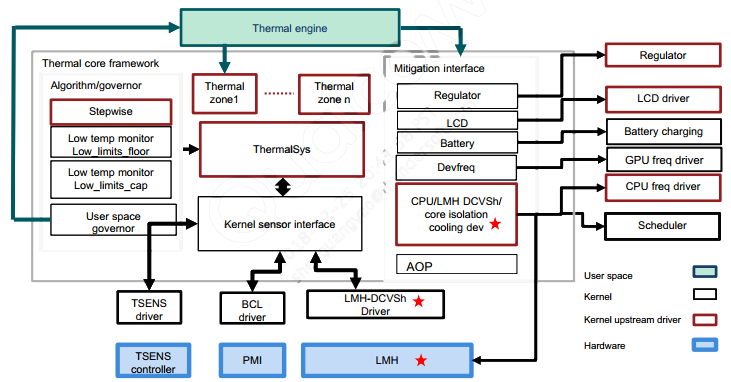 Thermal engine
Thermal core framework
Algorithm/governor
Stepwise
Low temp monitor
Low_limits_floor
Low temp monitor
Low_limits_cap
User space
governor
Thermal
zone1
Thermal
zone n
ThermalSys
Kernel sensor interface
Mitigation interface
Regulator
LCD
Battery
Devfreq
CPU/LMH DCVSh/
core isolation
cooling dev
AOP
Regulator
LCD driver
Battery charging
GPU freq driver
CPU freq driver
Scheduler
TSENS
driver
BCL
driver
LMH-DCVSh
Driver
TSENS
controller
PMI
LMH
User space
Kernel
Kernel upstream driver
Hardware